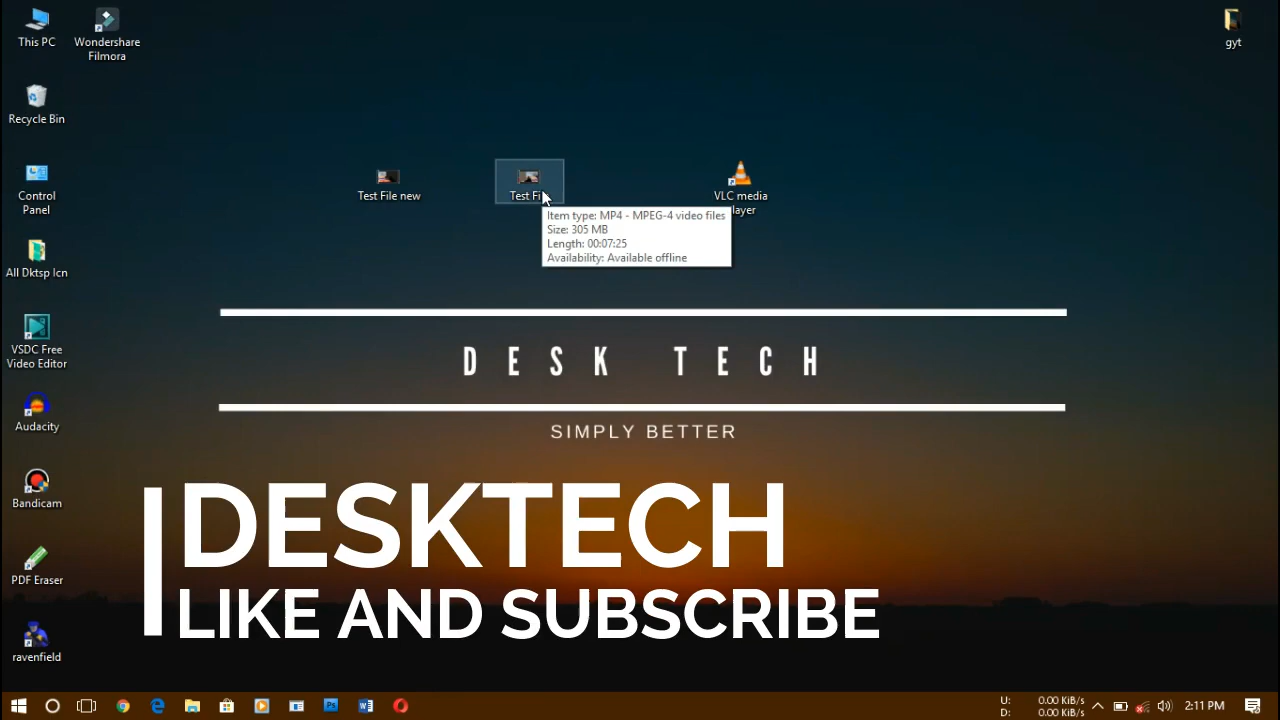 This PC
Wondershare
Filmora
gyt
Recycle Bin
Control
Panel
Test File new
Test Fi
VLC media
layer
Item type: MP4 - MPEG-4 video files
Size: 305 MB
Length: 00:07:25
Availability: Available offline
All Dktsp Icn
VSDC Free
Video Editor
DESK TECH
SIMPLY BETTER
Audacity
Bandicam
DESKTECH
LIKE AND SUBSCRIBE
PDF Eraser
ravenfield
U: 0.00 KiB/s
D: 0.00 KiB/s
2:11 PM